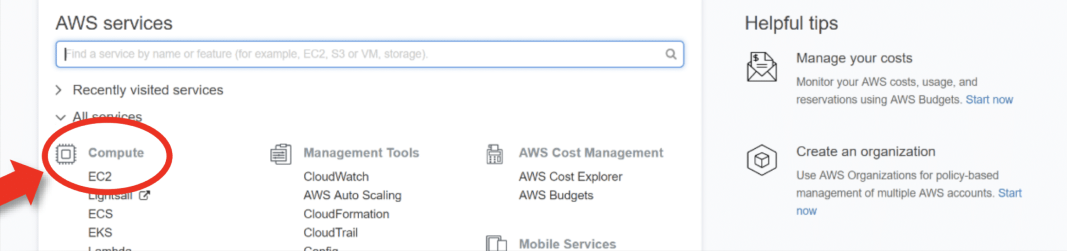 AWS services
Find a service by name or feature (for example, EC2, S3 or VM, storage).
Recently visited services
All services
Compute
EC2
Lightsail
ECS
EKS
Lambda
Management Tools
CloudWatch
AWS Auto Scaling
CloudFormation
CloudTrail
Config
AWS Cost Management
AWS Cost Explorer
AWS Budgets
Mobile Services
Helpful tips
Manage your costs
Monitor your AWS costs, usage, and
reservations using AWS Budgets. Start now
Create an organization
Use AWS Organizations for policy-based
management of multiple AWS accounts. Start
now